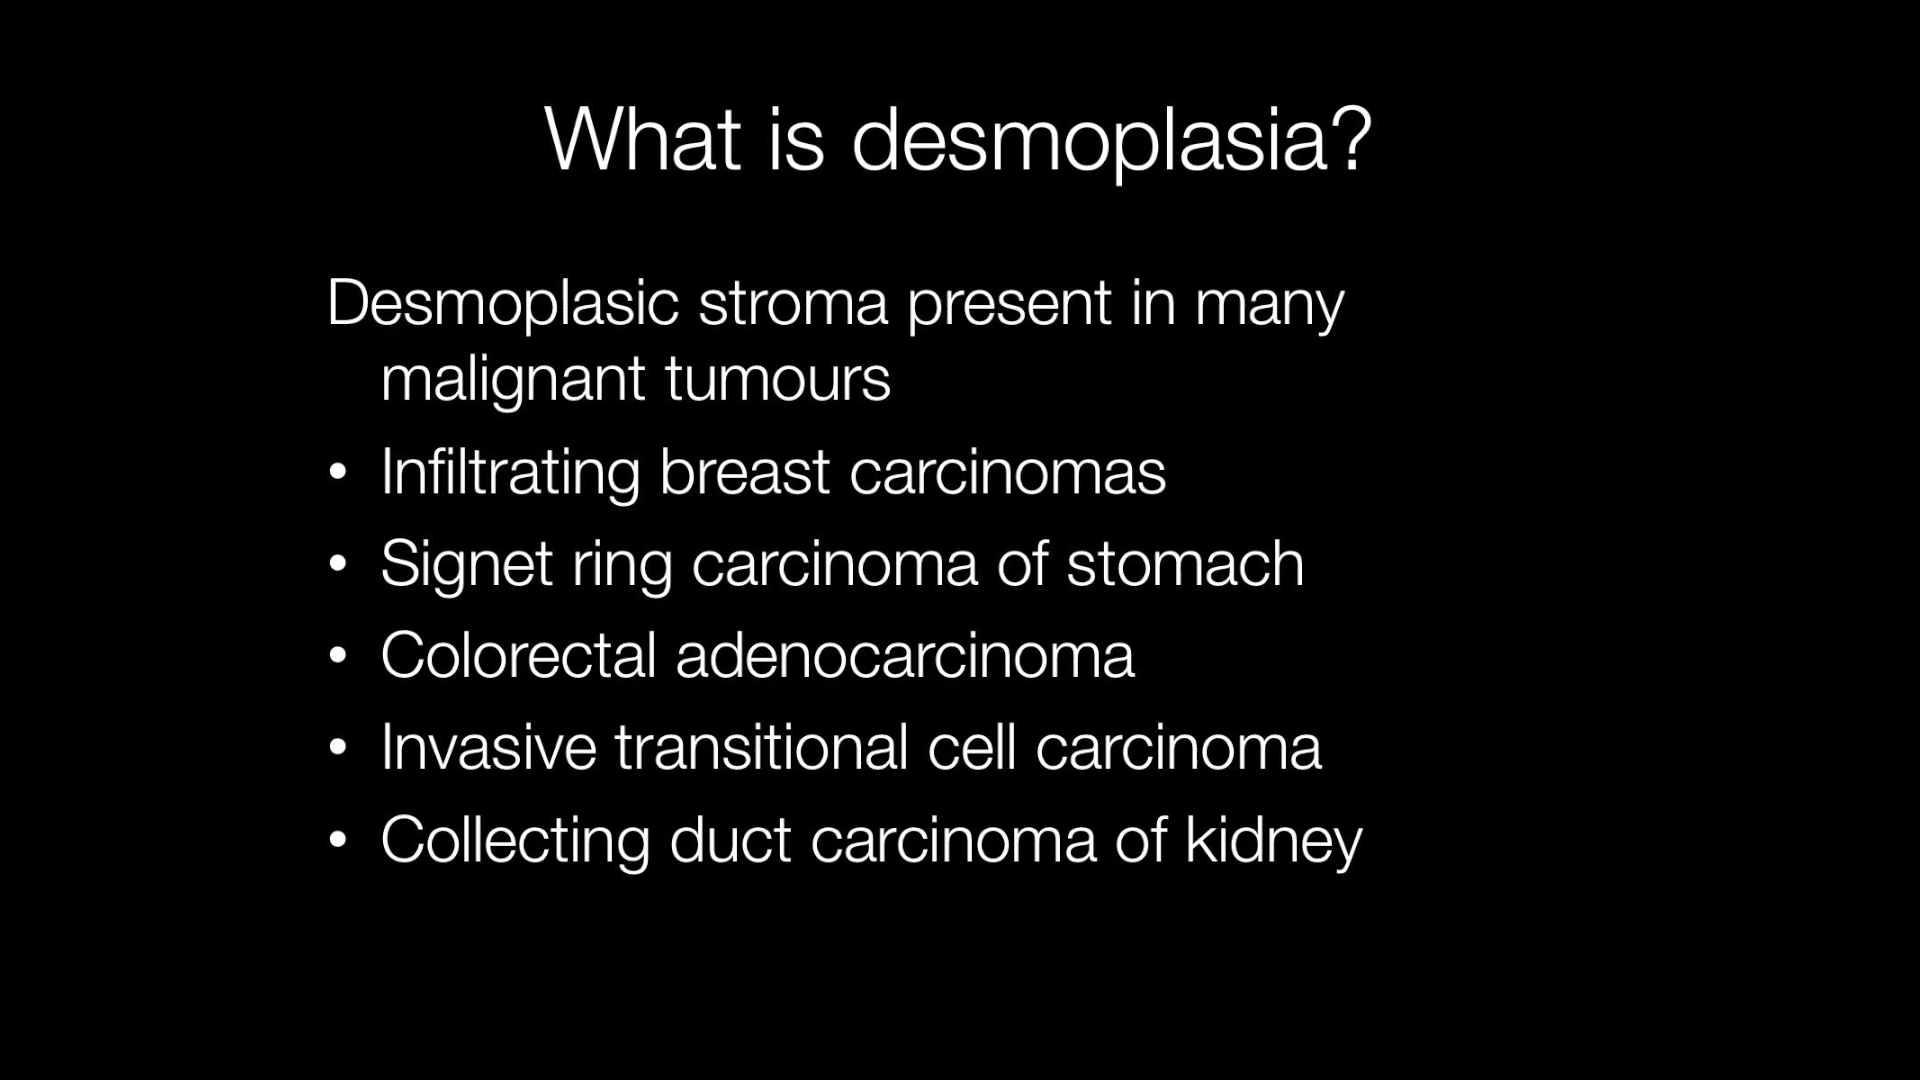 What is desmoplasia?
Desmoplasic stroma present in many
malignant tumours
• Infiltrating breast carcinomas
• Signet ring carcinoma of stomach
• Colorectal adenocarcinoma
• Invasive transitional cell carcinoma
• Collecting duct carcinoma of kidney